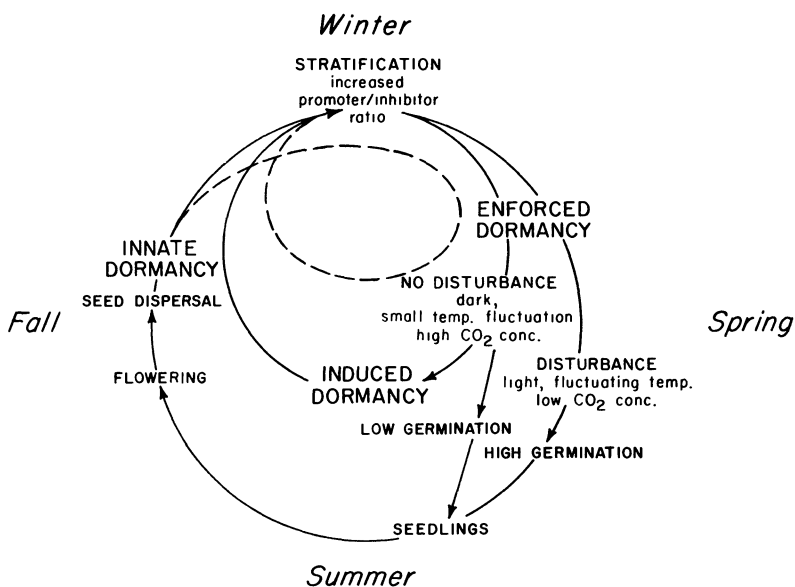 Winter
STRATIFICATION
increased
promoter/inhibitor
ratio
ENFORCED
DORMANCY
INNATE
DORMANCY
SEED DISPERSAL
NO DISTURBANCE
dark,
small temp. fluctuation
high CO2 conc.
Fall
Spring
FLOWERING
INDUCED
DORMANCY
DISTURBANCE
light, fluctuating temp.
low CO2 conc.
LOW GERMINATION
HIGH GERMINATION
SEEDLINGS
Summer